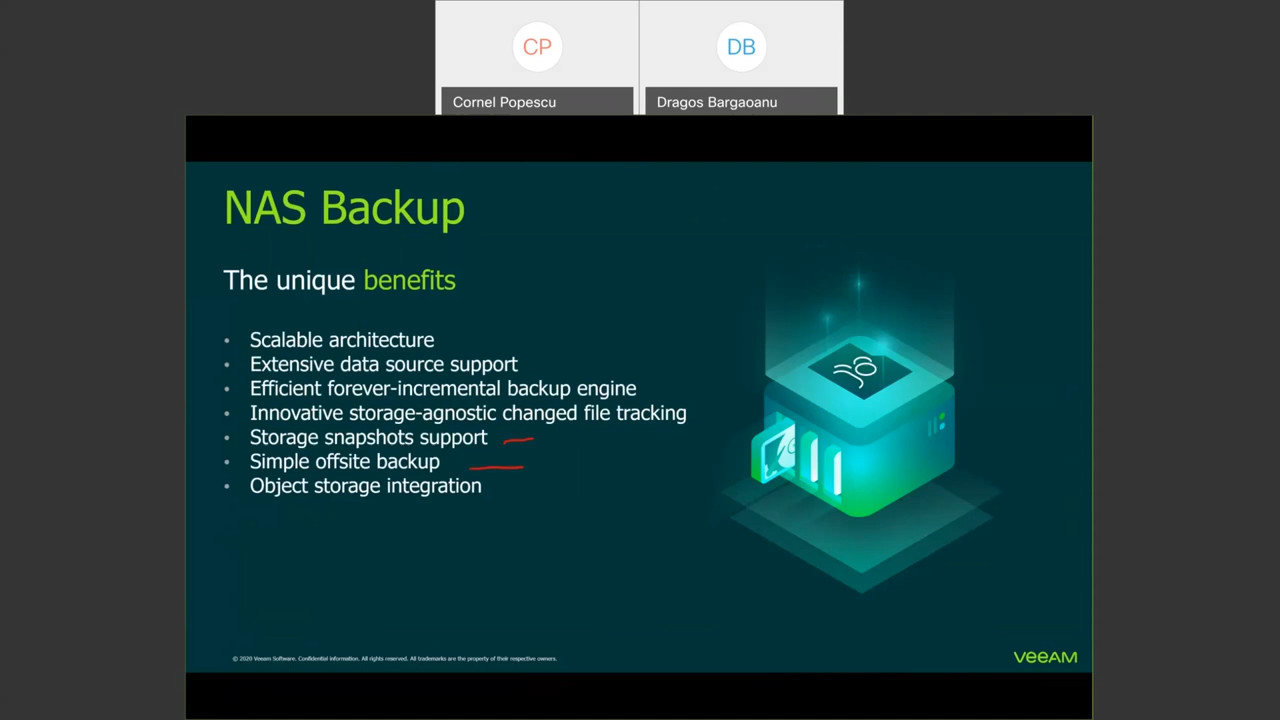 CP
DB
Cornel Popescu
Dragos Bargaoanu
NAS Backup
The unique benefits
• Scalable architecture
• Extensive data source support
• Efficient forever-incremental backup engine
• Innovative storage-agnostic changed file tracking
• Storage snapshots support
• Simple offsite backup
• Object storage integration
© 2020 Veeam Software. Confidential information. All rights reserved. All trademarks are the property of their respective owners.
VEEAM